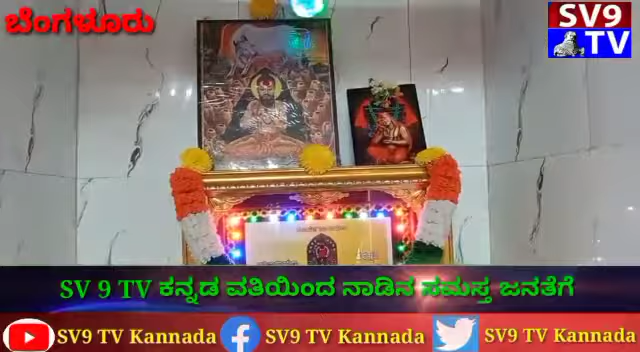 ಬೆಂಗಳೂರು
SV9
TV
SV 9 TV ಕನ್ನಡ ವತಿಯಿಂದ ನಾಡಿನ ಸಮಸ್ತ ಜನತೆಗೆ
SV9 TV Kannada SV9 TV Kannada SV9 TV Kannada